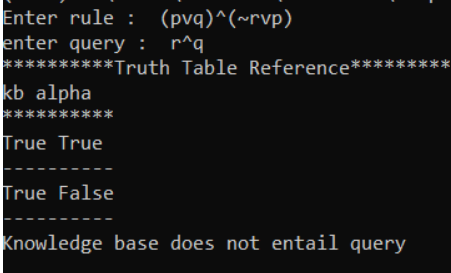 Enter rule :  (pvq)^(~rvp)
enter query :  r^q
**********Truth Table Reference*********
kb alpha
**********
True True
----------
True False
----------
Knowledge base does not entail query